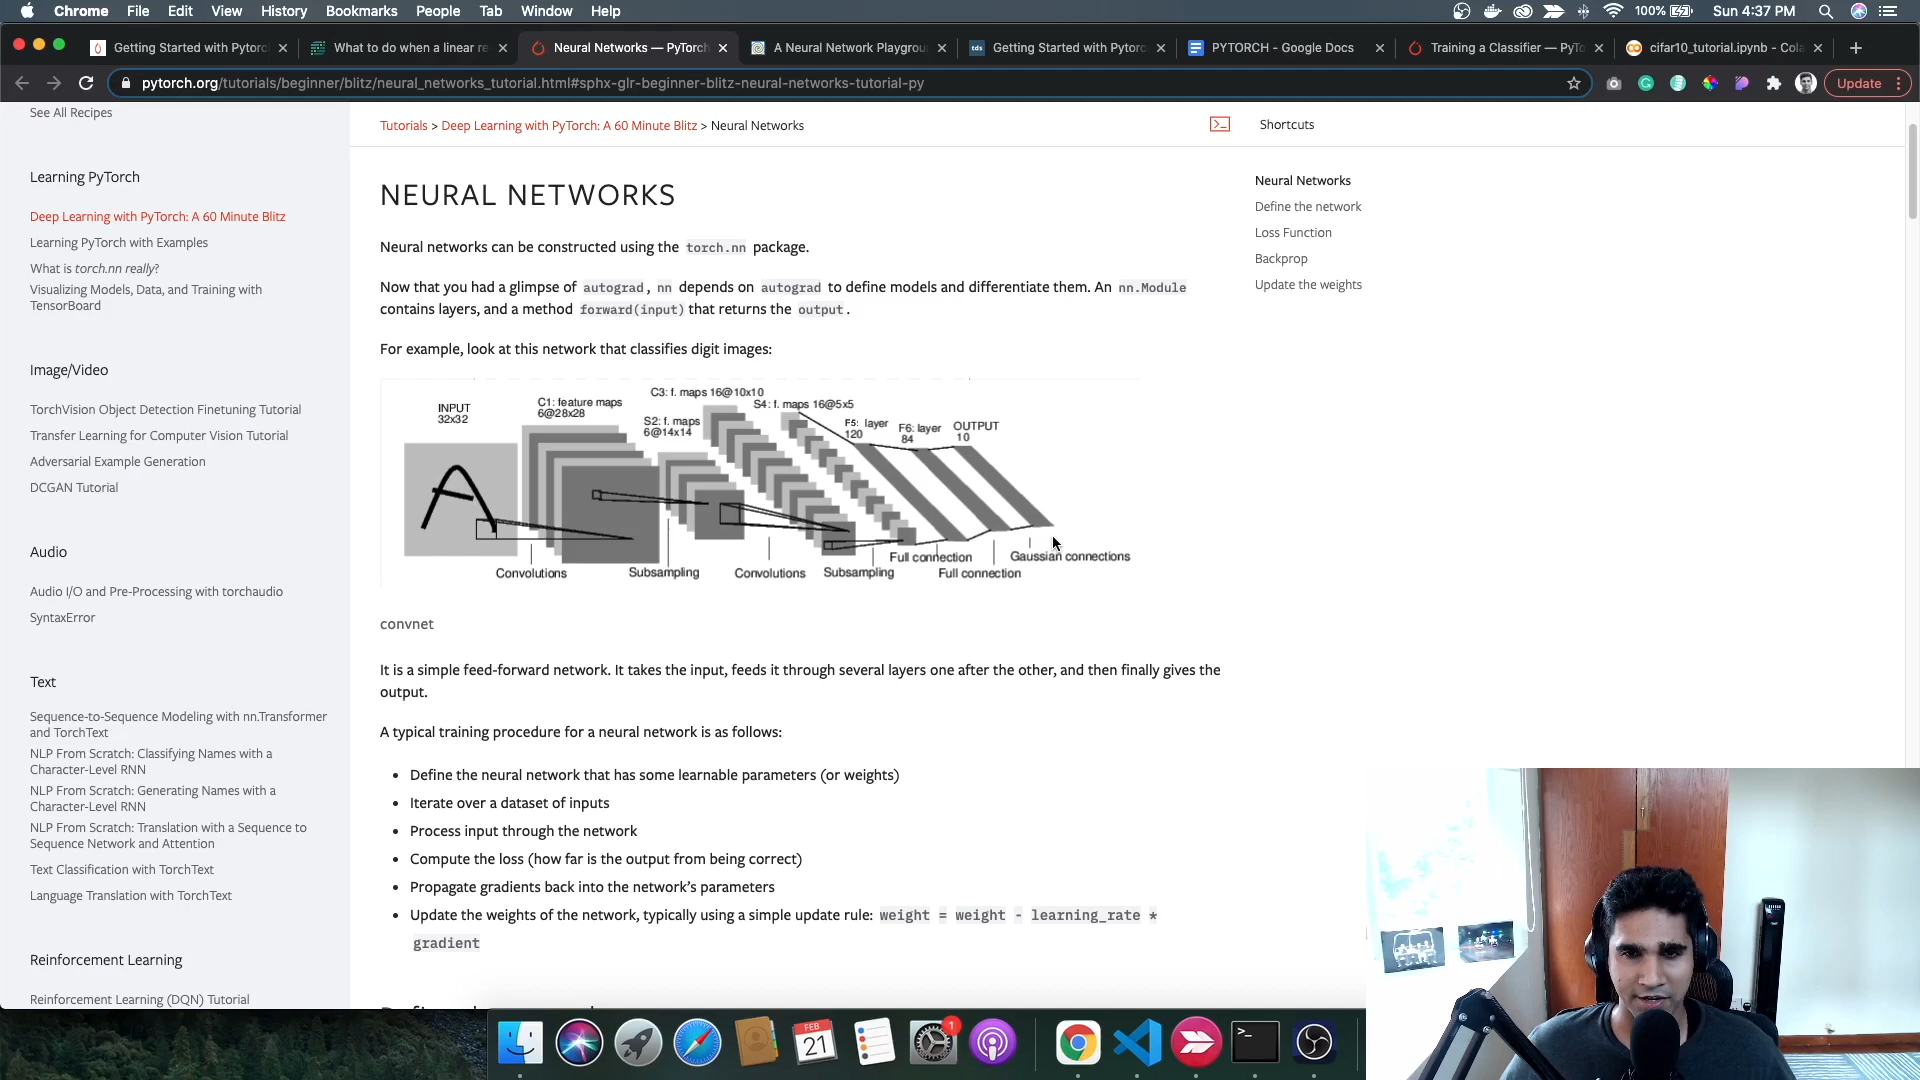 Chrome File Edit View History Bookmarks People Tab Window Help 100% Sun 4:37 PM
Getting Started with Pytorc What to do when a linear re Neural Networks — PyTorch A Neural Network Playgrou Getting Started with Pytorc PYTORCH - Google Docs Training a Classifier — PyTo cifar10_tutorial.ipynb - Cola
pytorch.org/tutorials/beginner/blitz/neural_networks_tutorial.html#sphx-glr-beginner-blitz-neural-networks-tutorial-py Update
See All Recipes
Learning PyTorch
Deep Learning with PyTorch: A 60 Minute Blitz
Learning PyTorch with Examples
What is torch.nn really?
Visualizing Models, Data, and Training with
TensorBoard
Image/Video
TorchVision Object Detection Finetuning Tutorial
Transfer Learning for Computer Vision Tutorial
Adversarial Example Generation
DCGAN Tutorial
Audio
Audio I/O and Pre-Processing with torchaudio
SyntaxError
Text
Sequence-to-Sequence Modeling with nn.Transformer
and TorchText
NLP From Scratch: Classifying Names with a
Character-Level RNN
NLP From Scratch: Generating Names with a
Character-Level RNN
NLP From Scratch: Translation with a Sequence to
Sequence Network and Attention
Text Classification with TorchText
Language Translation with TorchText
Reinforcement Learning
Reinforcement Learning (DQN) Tutorial
Tutorials > Deep Learning with PyTorch: A 60 Minute Blitz > Neural Networks
NEURAL NETWORKS
Neural networks can be constructed using the torch.nn package.
Now that you had a glimpse of autograd, nn depends on autograd to define models and differentiate them. An nn.Module
contains layers, and a method forward(input) that returns the output.
For example, look at this network that classifies digit images:
INPUT
32x32
C1: feature maps
6@28x28
S2: f. maps
6@14x14
C3: f. maps 16@10x10
S4: f. maps 16@5x5
F5: layer
120
F6: layer
84
OUTPUT
10
A
Convolutions
Subsampling
Convolutions
Subsampling
Full connection
Full connection
Gaussian connections
convnet
It is a simple feed-forward network. It takes the input, feeds it through several layers one after the other, and then finally gives the
output.
A typical training procedure for a neural network is as follows:
• Define the neural network that has some learnable parameters (or weights)
• Iterate over a dataset of inputs
• Process input through the network
• Compute the loss (how far is the output from being correct)
• Propagate gradients back into the network’s parameters
• Update the weights of the network, typically using a simple update rule: weight = weight - learning_rate *
gradient
Shortcuts
Neural Networks
Define the network
Loss Function
Backprop
Update the weights
FEB
21
1